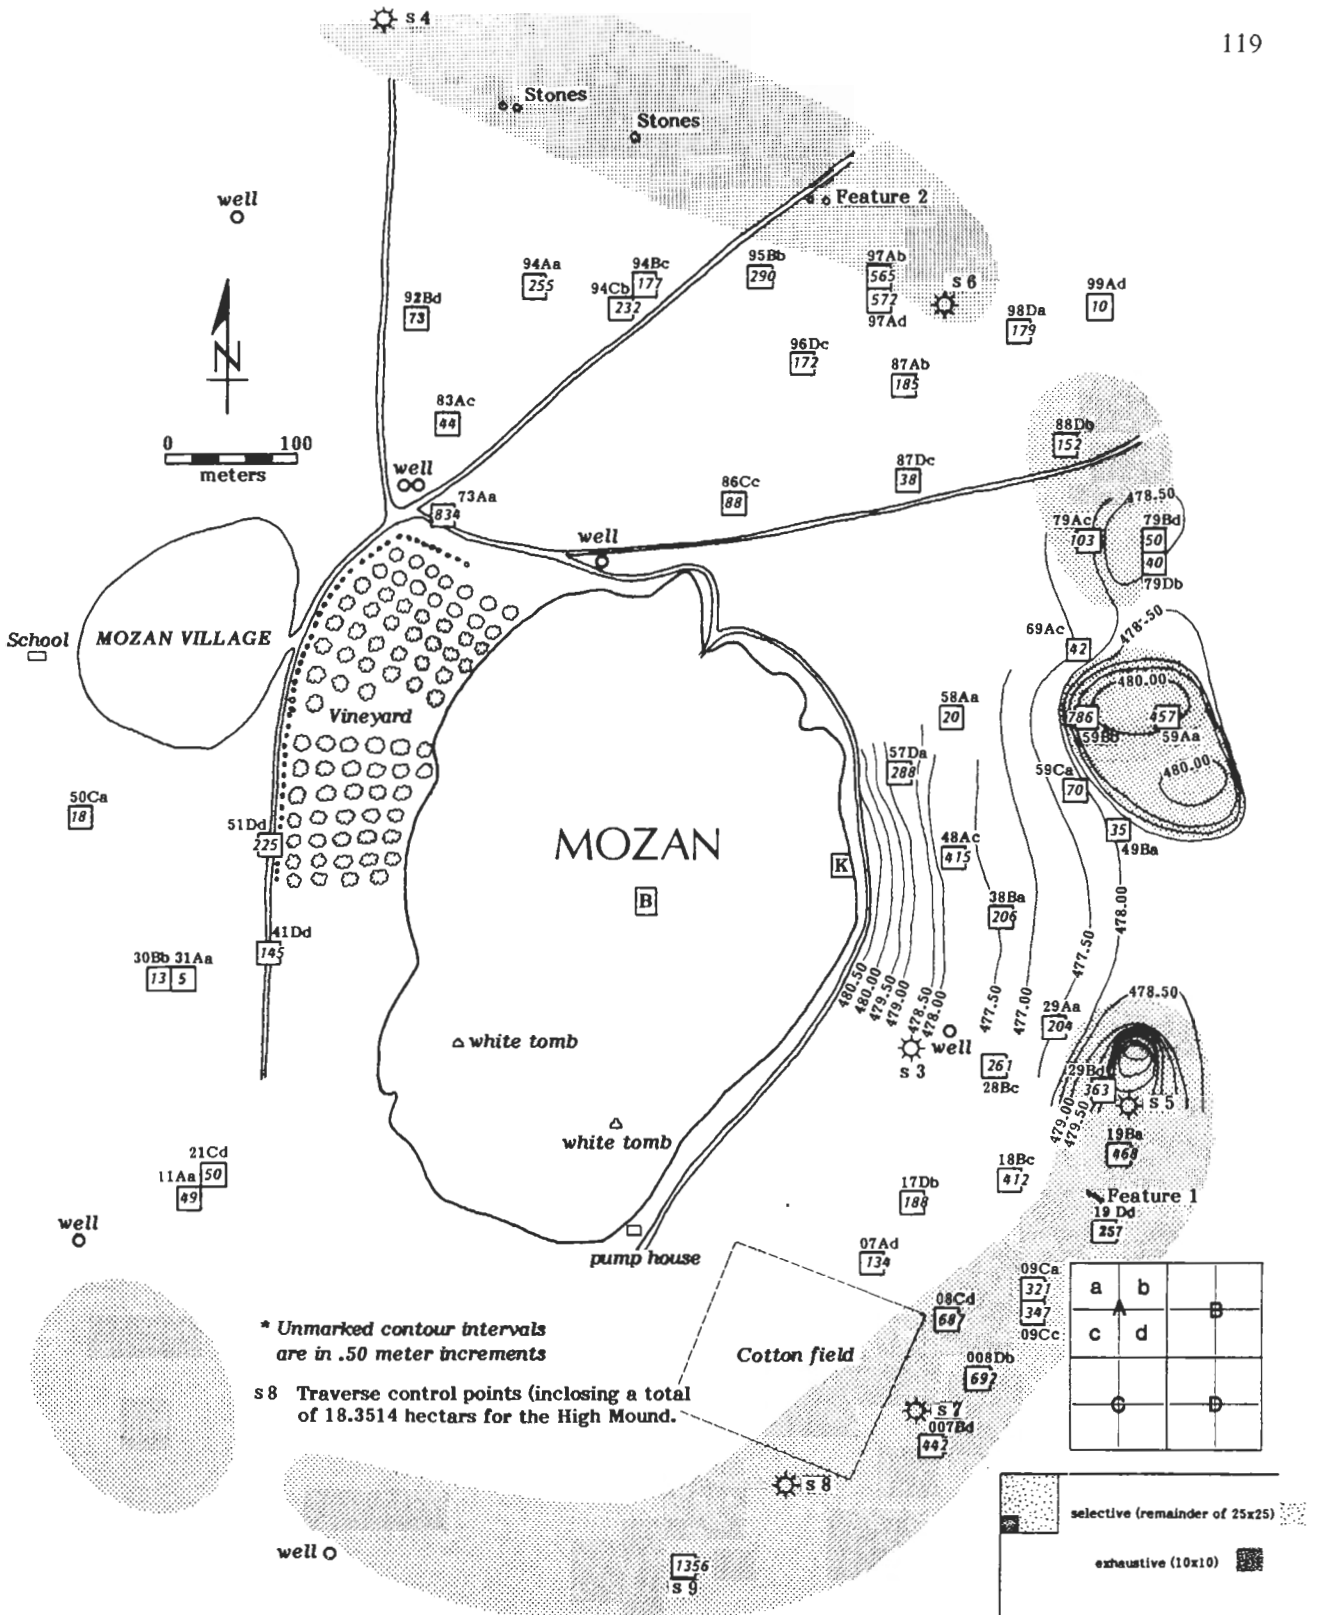 119
s 4
Stones
Stones
well
Feature 2
94Aa
255
94Bc
177
94Cb
232
95Bb
290
97Ab
565
572
97Ad
s 6
99Ad
10
98Da
179
92Bd
73
N
96Dc
172
87Ab
185
83Ac
44
0 100
meters
88Db
152
well
87Dc
38
86Cc
88
73Aa
834
478.50
79Ac
103
79Bd
50
40
79Db
well
478.50
69Ac
42
School
MOZAN VILLAGE
480.00
58Aa
20
786
59Bb
457
59Aa
Vineyard
57Da
288
480.00
59Ca
70
50Ca
18
35
49Ba
51Dd
225
MOZAN
48Ac
415
K
B
38Ba
206
478.00
41Dd
145
477.50
30Bb 31Aa
13 5
480.50
480.00
479.50
479.00
478.50
478.00
477.50
477.00
478.50
29Aa
204
white tomb
well
s 3
261
28Bc
29Bd
363
s 5
479.00
479.50
white tomb
19Ba
468
21Cd
50
11Aa
49
18Bc
412
17Db
188
Feature 1
19 Dd
257
well
pump house
07Ad
134
09Ca
321
347
09Cc
a b
A
c d
B
C
D
08Cd
687
* Unmarked contour intervals
are in .50 meter increments
Cotton field
008Db
692
s 8 Traverse control points (inclosing a total
of 18.3514 hectars for the High Mound.
s 7
007Bd
442
s 8
selective (remainder of 25x25)
well
exhaustive (10x10)
1356
s 9